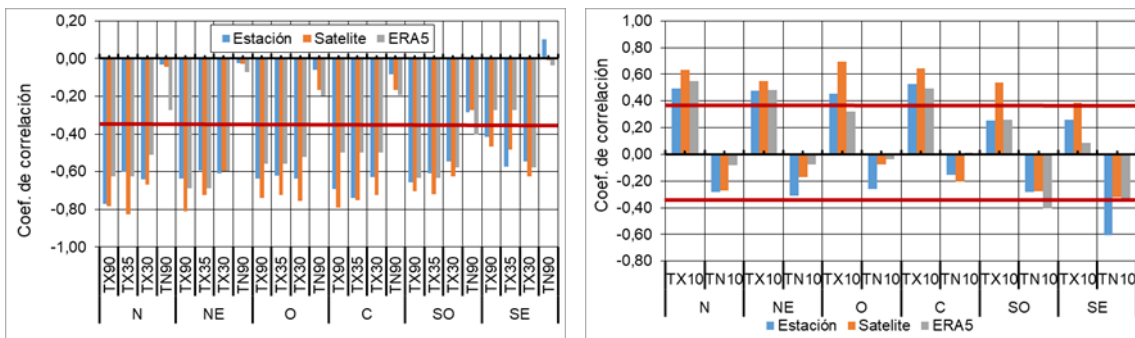 0,20
0,00
-0,20
-0,40
-0,60
-0,80
-1,00
Coef. de correlación
Estación Satelite ERA5
TX90 TX35 TX30 TN90 TX90 TX35 TX30 TN90 TX90 TX35 TX30 TN90 TX90 TX35 TX30 TN90 TX90 TX35 TX30 TN90 TX90 TX35 TX30 TN90
N NE O C SO SE
1,00
0,80
0,60
0,40
0,20
0,00
-0,20
-0,40
-0,60
-0,80
Coef. de correlación
TX10 TN10 TX10 TN10 TX10 TN10 TX10 TN10 TX10 TN10 TX10 TN10
N NE O C SO SE
Estación Satelite ERA5